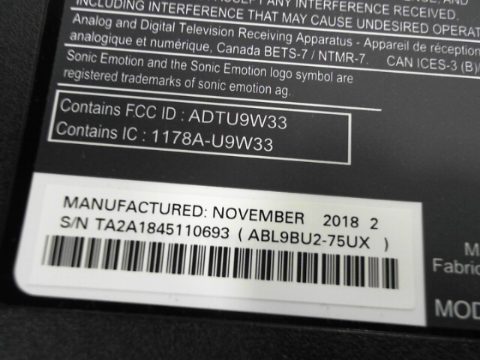 INCLUDING INTERFERENCE THAT MAY CAUSE UNDESIRED OPERAT
Analog and Digital Television Receiving Apparatus - Appareil de réception
analogique et numérique, Canada BETS-7 / NTMR-7. CAN ICES-3 (B)/
Sonic Emotion and the Sonic Emotion logo symbol are
registered trademarks of sonic emotion ag.
Contains FCC ID : ADTU9W33
Contains IC : 1178A-U9W33
MANUFACTURED: NOVEMBER 2018 2
S/N TA2A1845110693 ( ABL9BU2-75UX )
Fabric
MOD